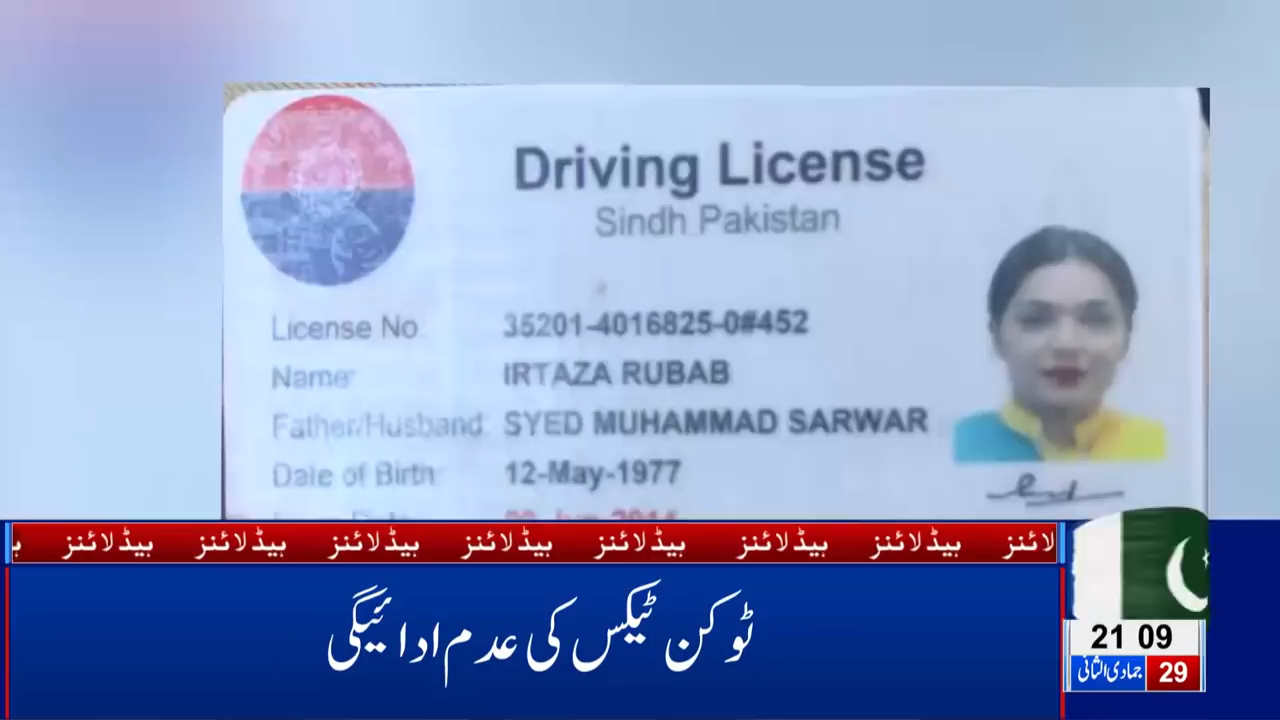 Driving License
Sindh Pakistan
License No 35201-4016825-0#452
Name IRTAZA RUBAB
Father/Husband SYED MUHAMMAD SARWAR
Date of Birth 12-May-1977
ہیڈلائنز ہیڈلائنز ہیڈلائنز ہیڈلائنز ہیڈلائنز ہیڈلائنز ہیڈلائنز
ٹوکن ٹیکس کی عدم ادائیگی
21 09
29 جمادی الثانی